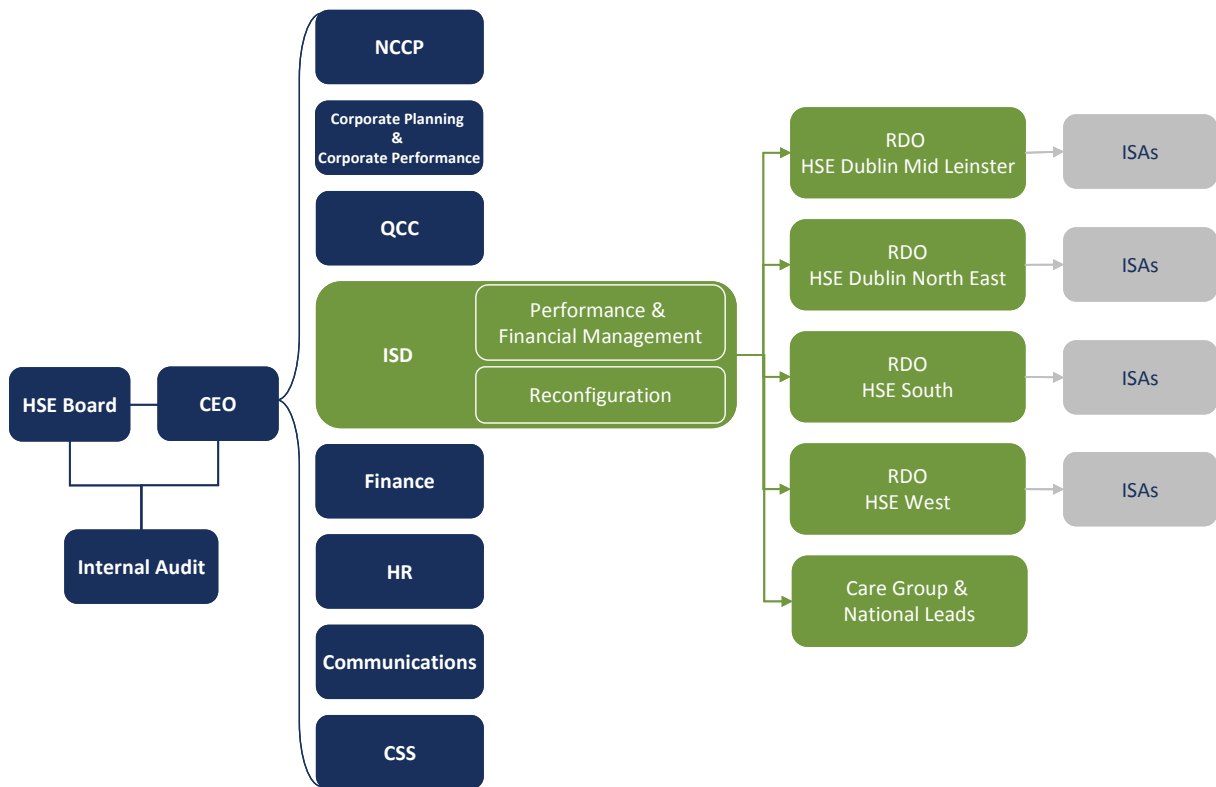 HSE Board
CEO
Internal Audit
NCCP
Corporate Planning
&
Corporate Performance
QCC
ISD
Performance &
Financial Management
Reconfiguration
Finance
HR
Communications
CSS
RDO
HSE Dublin Mid Leinster
ISAs
RDO
HSE Dublin North East
ISAs
RDO
HSE South
ISAs
RDO
HSE West
ISAs
Care Group &
National Leads